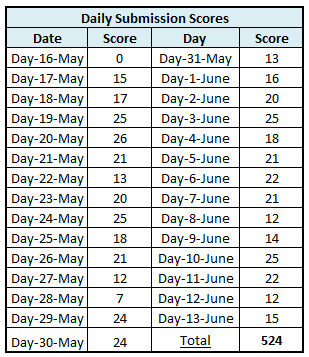 Daily Submission Scores
Date Score Day Score
Day-16-May 0 Day-31-May 13
Day-17-May 15 Day-1-June 16
Day-18-May 17 Day-2-June 20
Day-19-May 25 Day-3-June 25
Day-20-May 26 Day-4-June 18
Day-21-May 21 Day-5-June 21
Day-22-May 13 Day-6-June 22
Day-23-May 20 Day-7-June 21
Day-24-May 25 Day-8-June 12
Day-25-May 18 Day-9-June 14
Day-26-May 21 Day-10-June 25
Day-27-May 12 Day-11-June 22
Day-28-May 7 Day-12-June 12
Day-29-May 24 Day-13-June 15
Day-30-May 24 Total 524